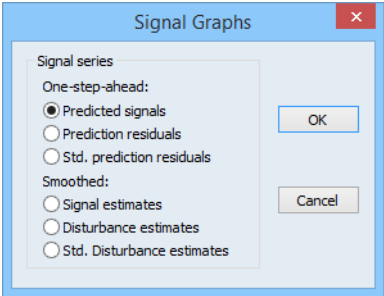 Signal Graphs
Signal series
One-step-ahead:
Predicted signals
Prediction residuals
Std. prediction residuals
Smoothed:
Signal estimates
Disturbance estimates
Std. Disturbance estimates
OK
Cancel